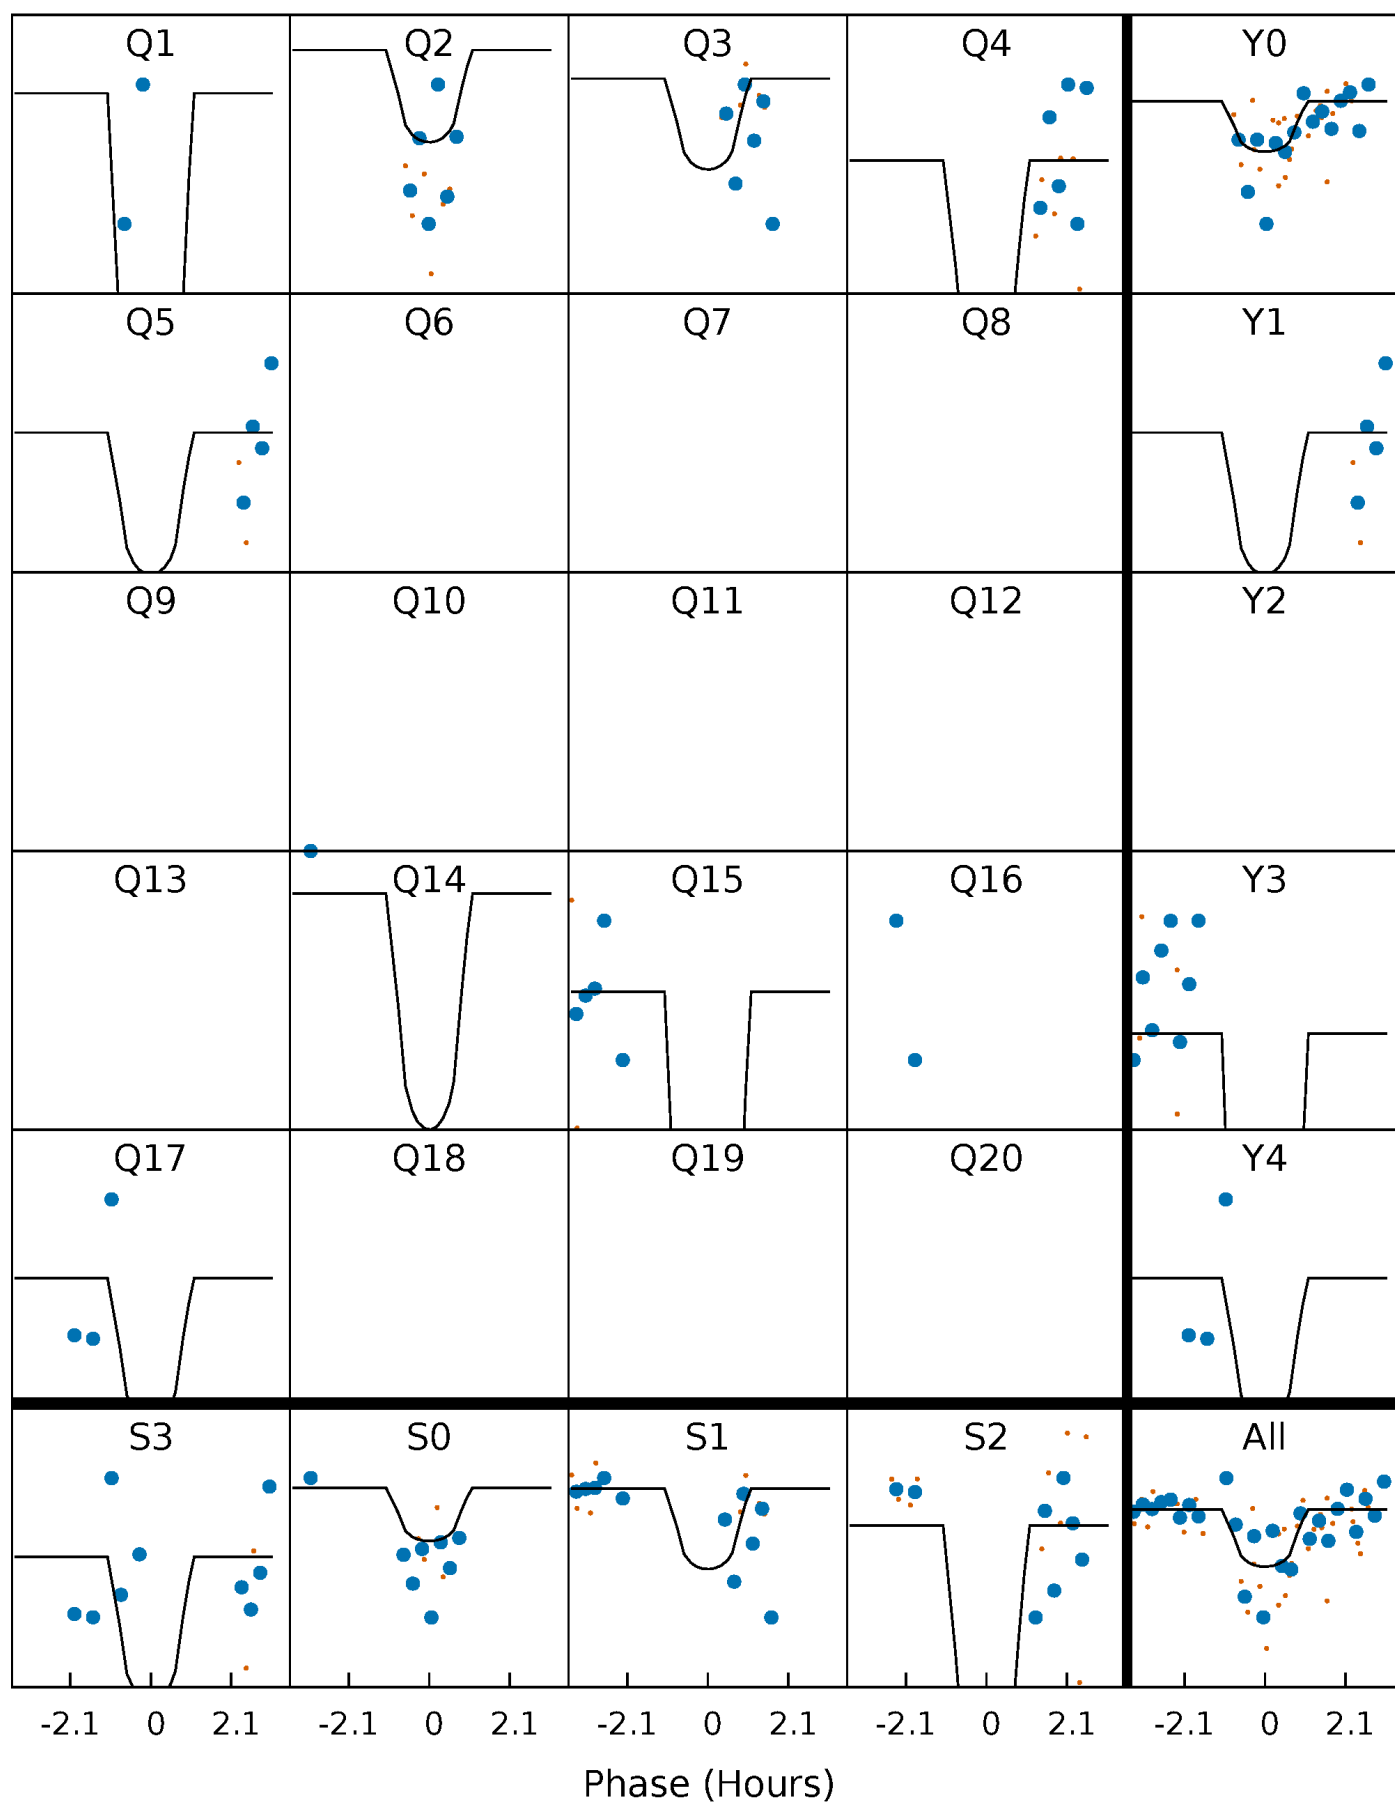 Q1 Q2 Q3 Q4 Y0
Q5 Q6 Q7 Q8 Y1
Q9 Q10 Q11 Q12 Y2
Q13 Q14 Q15 Q16 Y3
Q17 Q18 Q19 Q20 Y4
S3 S0 S1 S2 All
-2.1 0 2.1 -2.1 0 2.1 -2.1 0 2.1 -2.1 0 2.1 -2.1 0 2.1
Phase (Hours)